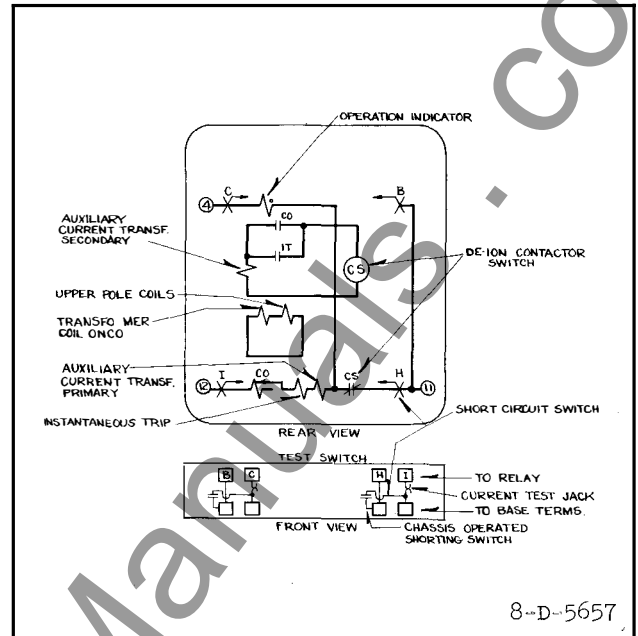 OPERATION INDICATOR
C
B
4
CO
AUXILIARY
CURRENT TRANSF.
SECONDARY
IT
CS
DE-ION CONTACTOR
SWITCH
UPPER POLE COILS
TRANSFO MER
COIL ONCO
AUXILIARY
CURRENT TRANSF.
PRIMARY
I
CO
CS
H
12
11
SHORT CIRCUIT SWITCH
INSTANTANEOUS TRIP
REAR VIEW
TEST SWITCH
B C H I
TO RELAY
CURRENT TEST JACK
TO BASE TERMS.
FRONT VIEW
CHASSIS OPERATED
SHORTING SWITCH
8-D-5657
Manuals.co